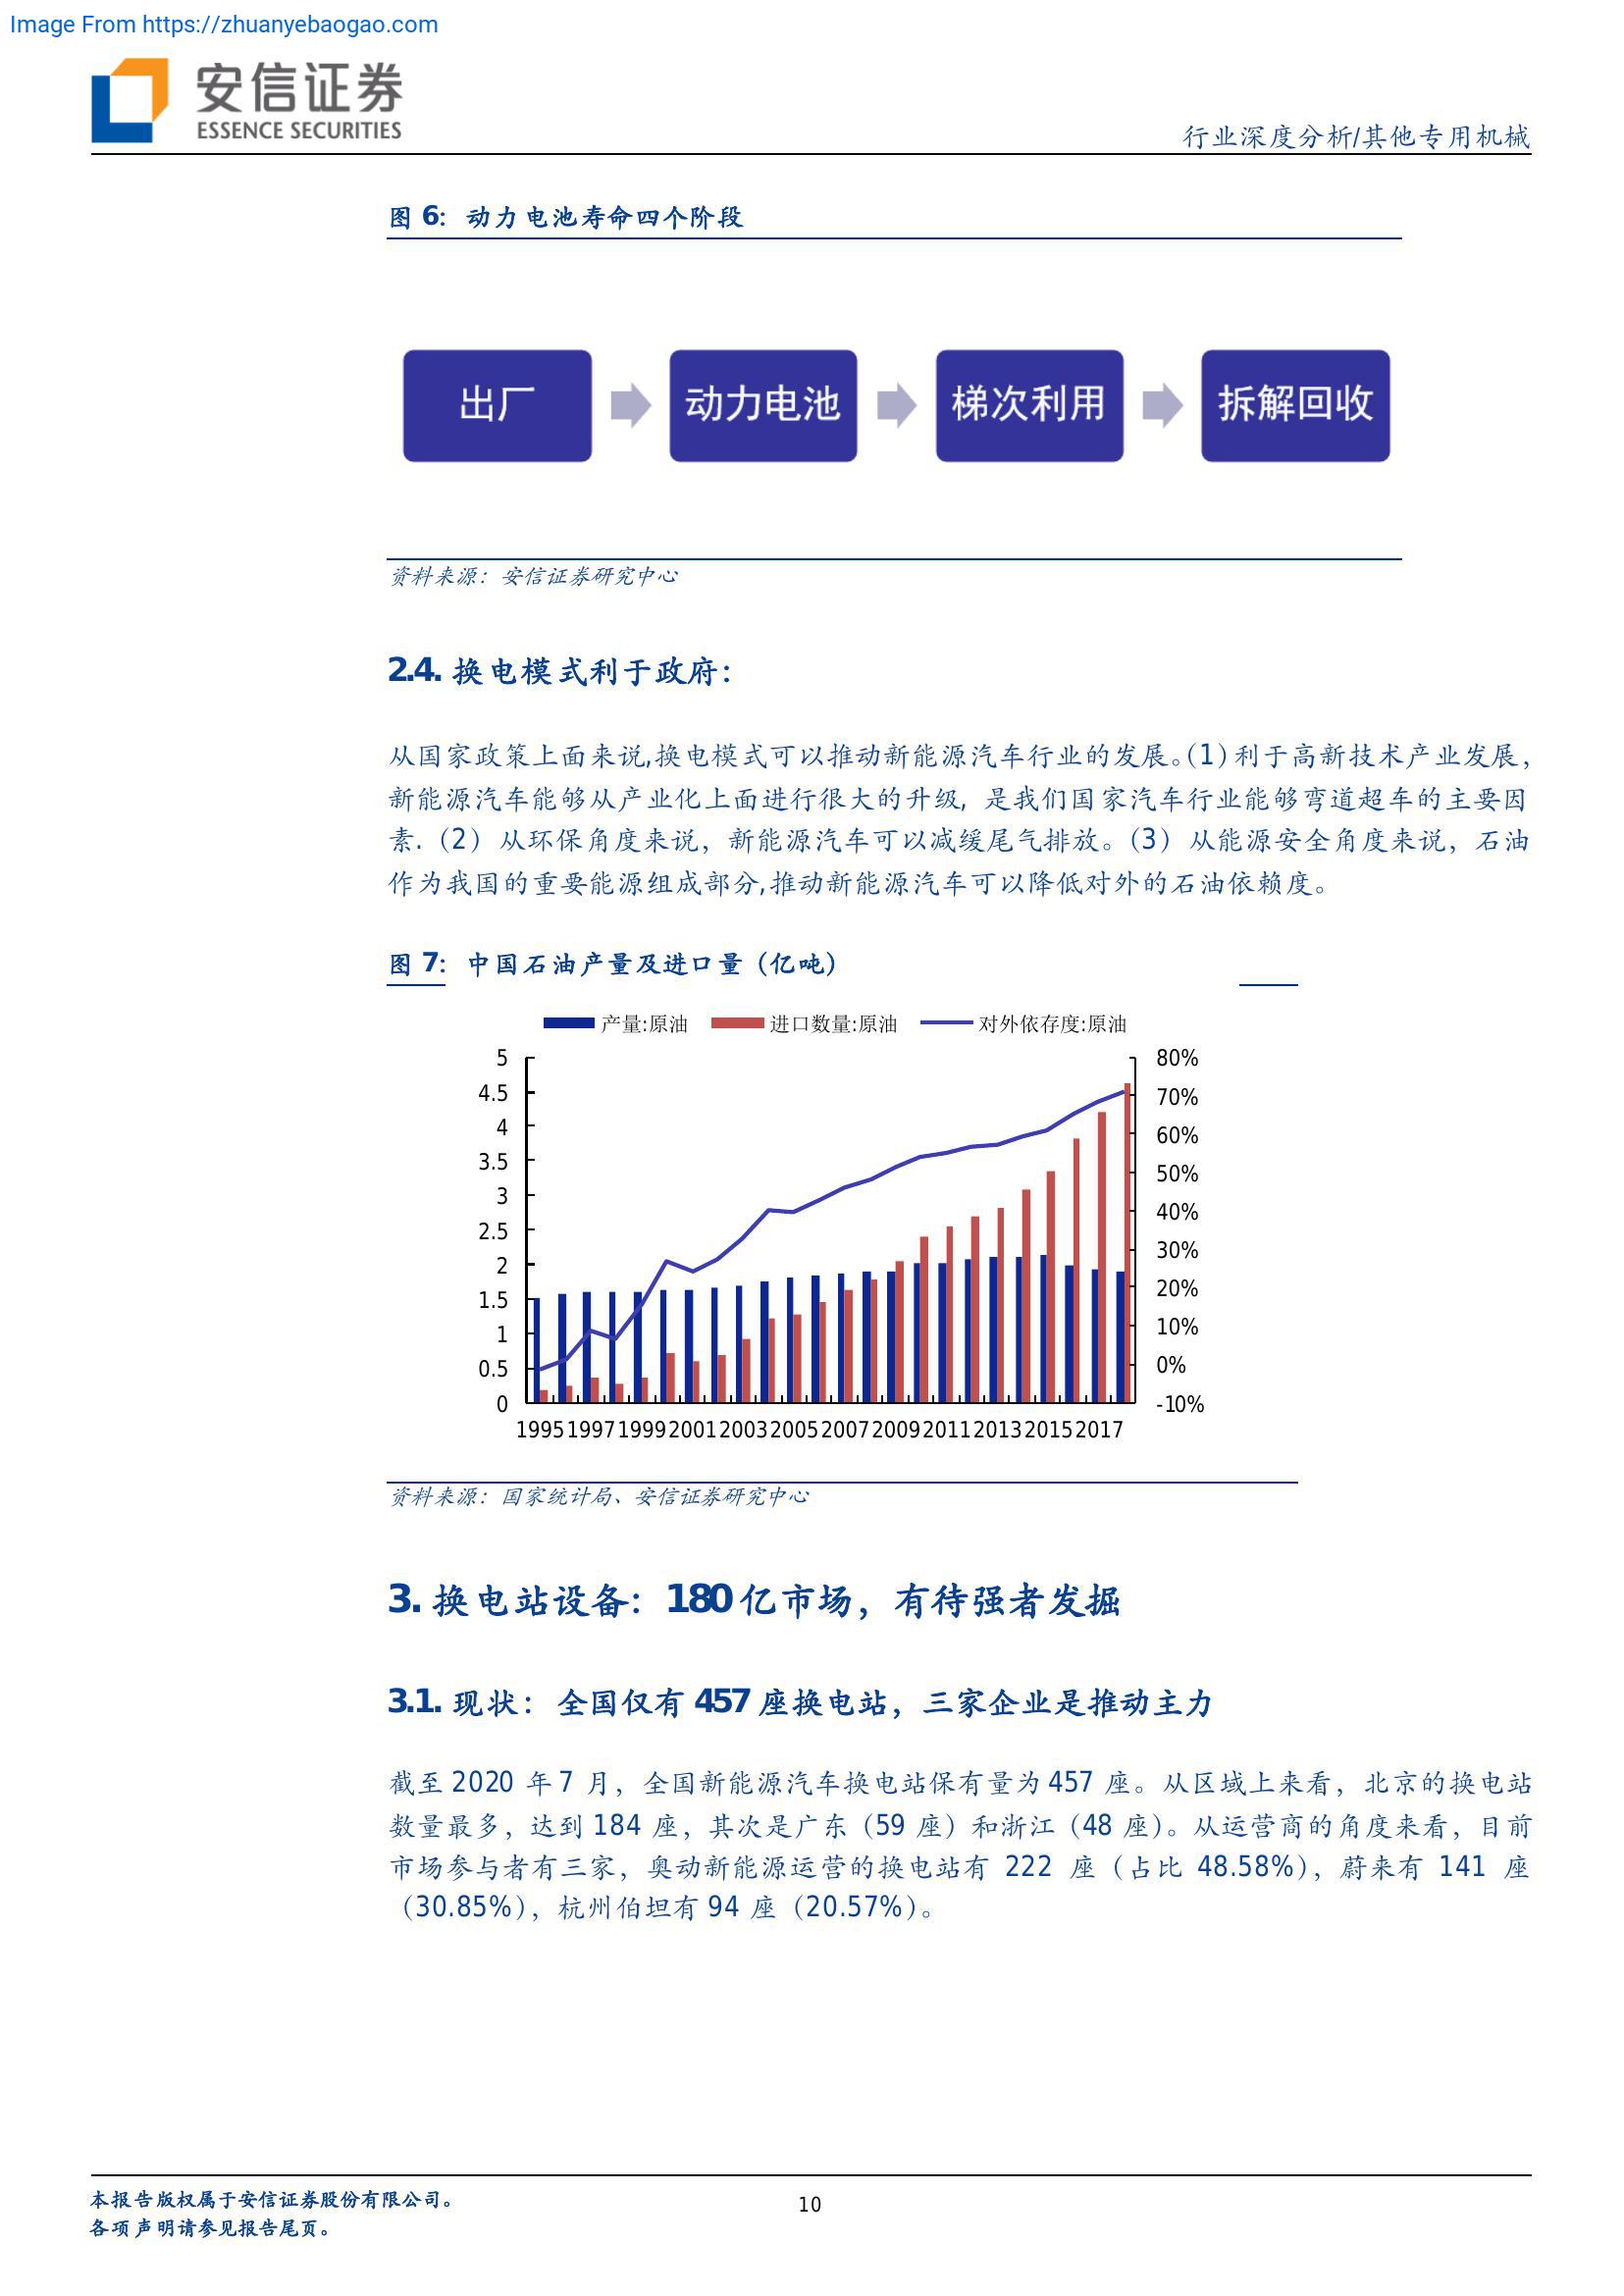 Image From https://zhuanyebaogao.com
安信证券
ESSENCE SECURITIES
行业深度分析/其他专用机械
图 6：动力电池寿命四个阶段
出厂
动力电池
梯次利用
拆解回收
资料来源：安信证券研究中心
2.4. 换电模式利于政府：
从国家政策上面来说,换电模式可以推动新能源汽车行业的发展。（1）利于高新技术产业发展，
新能源汽车能够从产业化上面进行很大的升级，是我们国家汽车行业能够弯道超车的主要因
素.（2）从环保角度来说，新能源汽车可以减缓尾气排放。（3）从能源安全角度来说，石油
作为我国的重要能源组成部分,推动新能源汽车可以降低对外的石油依赖度。
图 7：中国石油产量及进口量（亿吨）
产量:原油 进口数量:原油 对外依存度:原油
5 80%
4.5 70%
4 60%
3.5 50%
3 40%
2.5 30%
2 20%
1.5 10%
1 0%
0.5 -10%
0
1995 1997 1999 2001 2003 2005 2007 2009 2011 2013 2015 2017
资料来源：国家统计局、安信证券研究中心
3. 换电站设备：180 亿市场，有待强者发掘
3.1. 现状：全国仅有 457 座换电站，三家企业是推动主力
截至 2020 年 7 月，全国新能源汽车换电站保有量为 457 座。从区域上来看，北京的换电站
数量最多，达到 184 座，其次是广东（59 座）和浙江（48 座）。从运营商的角度来看，目前
市场参与者有三家，奥动新能源运营的换电站有 222 座（占比 48.58%），蔚来有 141 座
（30.85%），杭州伯坦有 94 座（20.57%）。
本报告版权属于安信证券股份有限公司。
各项声明请参见报告尾页。
10